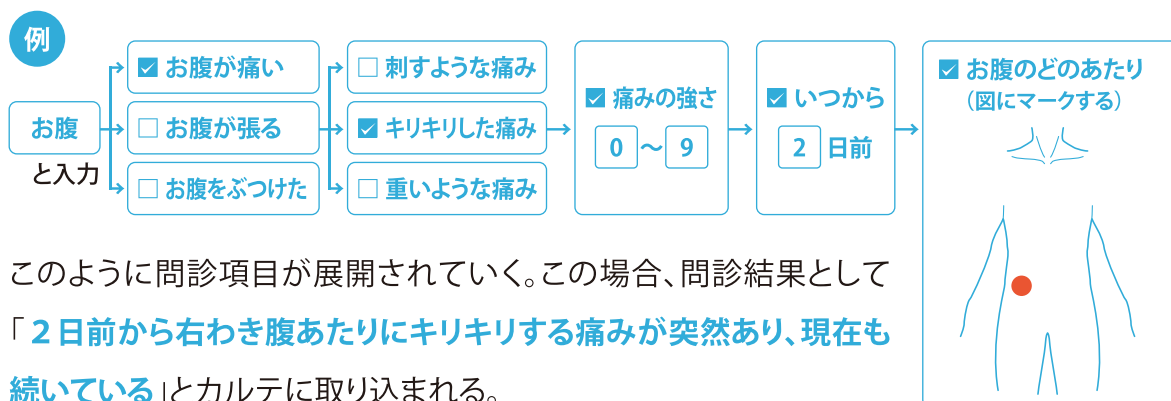 例
お腹
と入力
☑ お腹が痛い
□ お腹が張る
□ お腹をぶつけた
□ 刺すような痛み
☑ キリキリした痛み
□ 重いような痛み
☑ 痛みの強さ
0 〜 9
☑ いつから
2 日前
☑ お腹のどのあたり
（図にマークする）
このように問診項目が展開されていく。この場合、問診結果として
「２日前から右わき腹あたりにキリキリする痛みが突然あり、現在も
続いている」とカルテに取り込まれる。